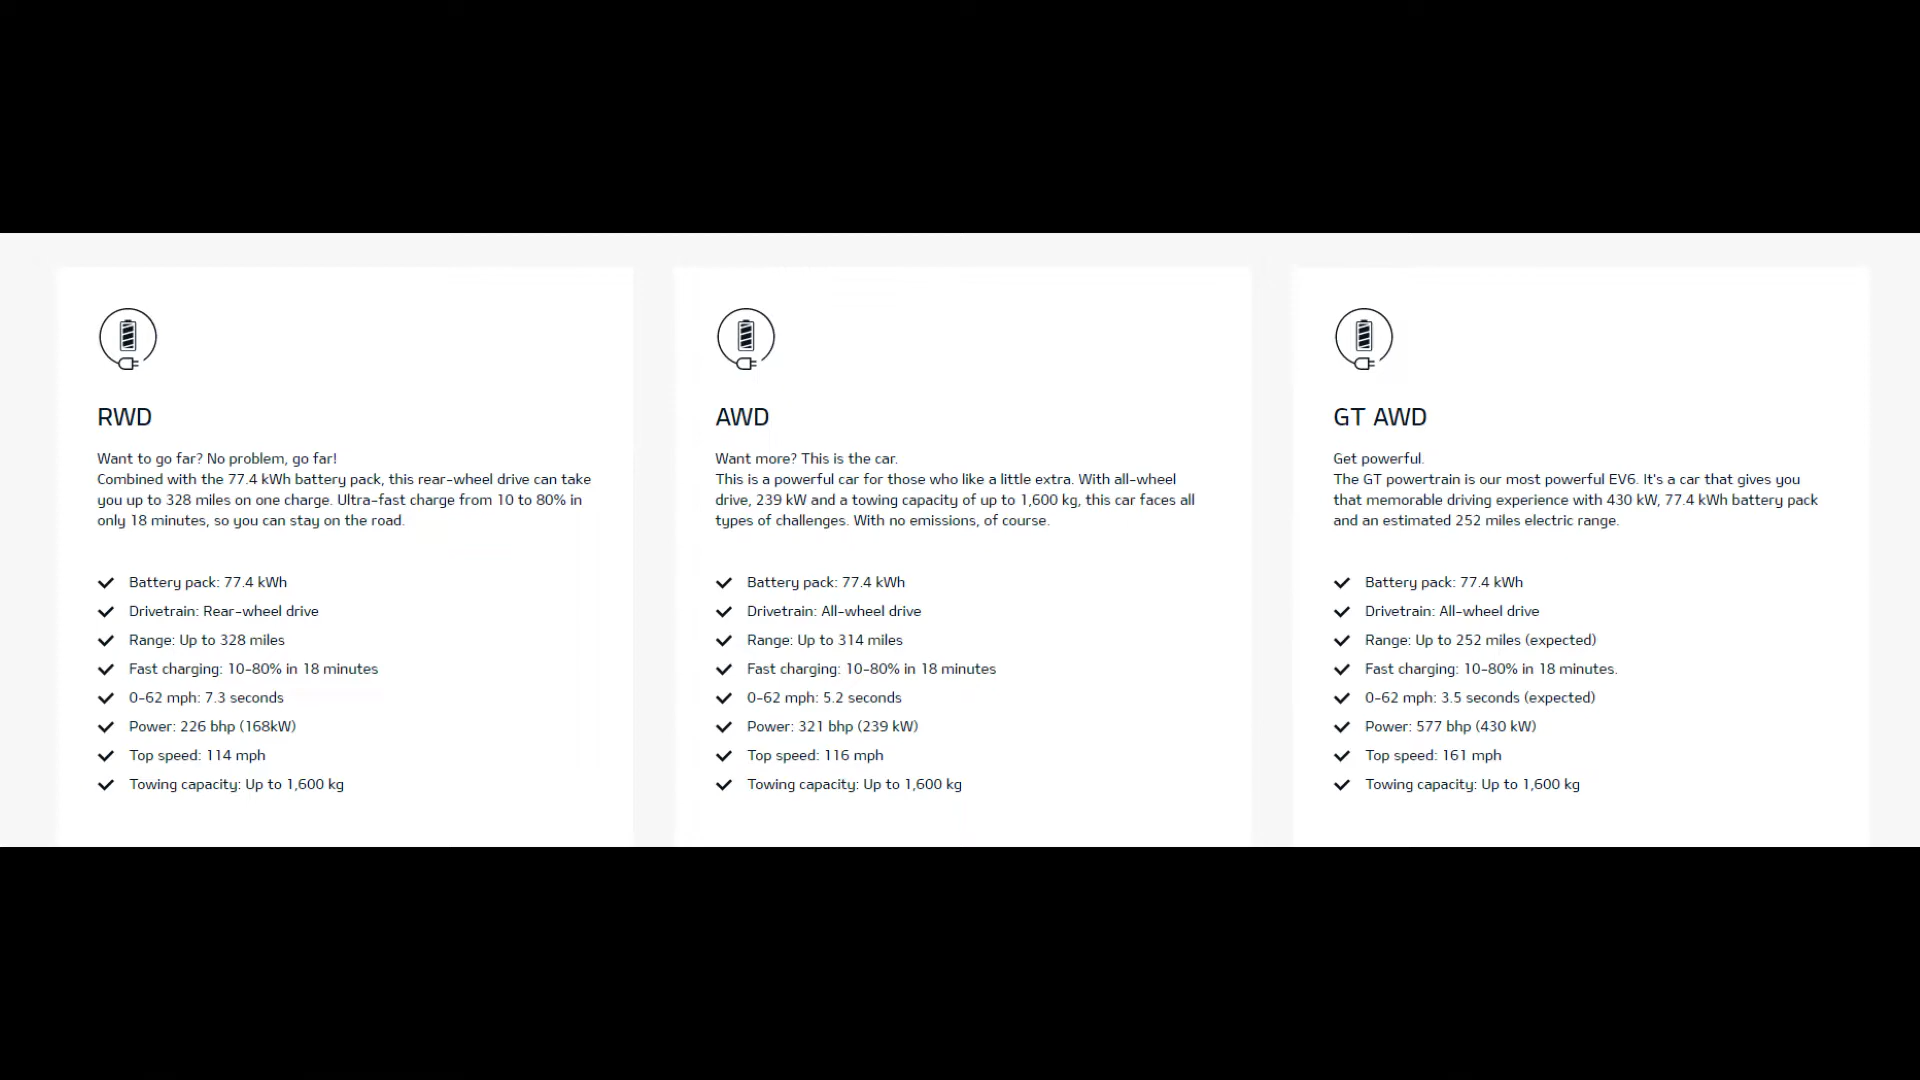 RWD
Want to go far? No problem, go far!
Combined with the 77.4 kWh battery pack, this rear-wheel drive can take
you up to 328 miles on one charge. Ultra-fast charge from 10 to 80% in
only 18 minutes, so you can stay on the road.
Battery pack: 77.4 kWh
Drivetrain: Rear-wheel drive
Range: Up to 328 miles
Fast charging: 10-80% in 18 minutes
0-62 mph: 7.3 seconds
Power: 226 bhp (168kW)
Top speed: 114 mph
Towing capacity: Up to 1,600 kg
AWD
Want more? This is the car.
This is a powerful car for those who like a little extra. With all-wheel
drive, 239 kW and a towing capacity of up to 1,600 kg, this car faces all
types of challenges. With no emissions, of course.
Battery pack: 77.4 kWh
Drivetrain: All-wheel drive
Range: Up to 314 miles
Fast charging: 10-80% in 18 minutes
0-62 mph: 5.2 seconds
Power: 321 bhp (239 kW)
Top speed: 116 mph
Towing capacity: Up to 1,600 kg
GT AWD
Get powerful.
The GT powertrain is our most powerful EV6. It's a car that gives you
that memorable driving experience with 430 kW, 77.4 kWh battery pack
and an estimated 252 miles electric range.
Battery pack: 77.4 kWh
Drivetrain: All-wheel drive
Range: Up to 252 miles (expected)
Fast charging: 10-80% in 18 minutes.
0-62 mph: 3.5 seconds (expected)
Power: 577 bhp (430 kW)
Top speed: 161 mph
Towing capacity: Up to 1,600 kg